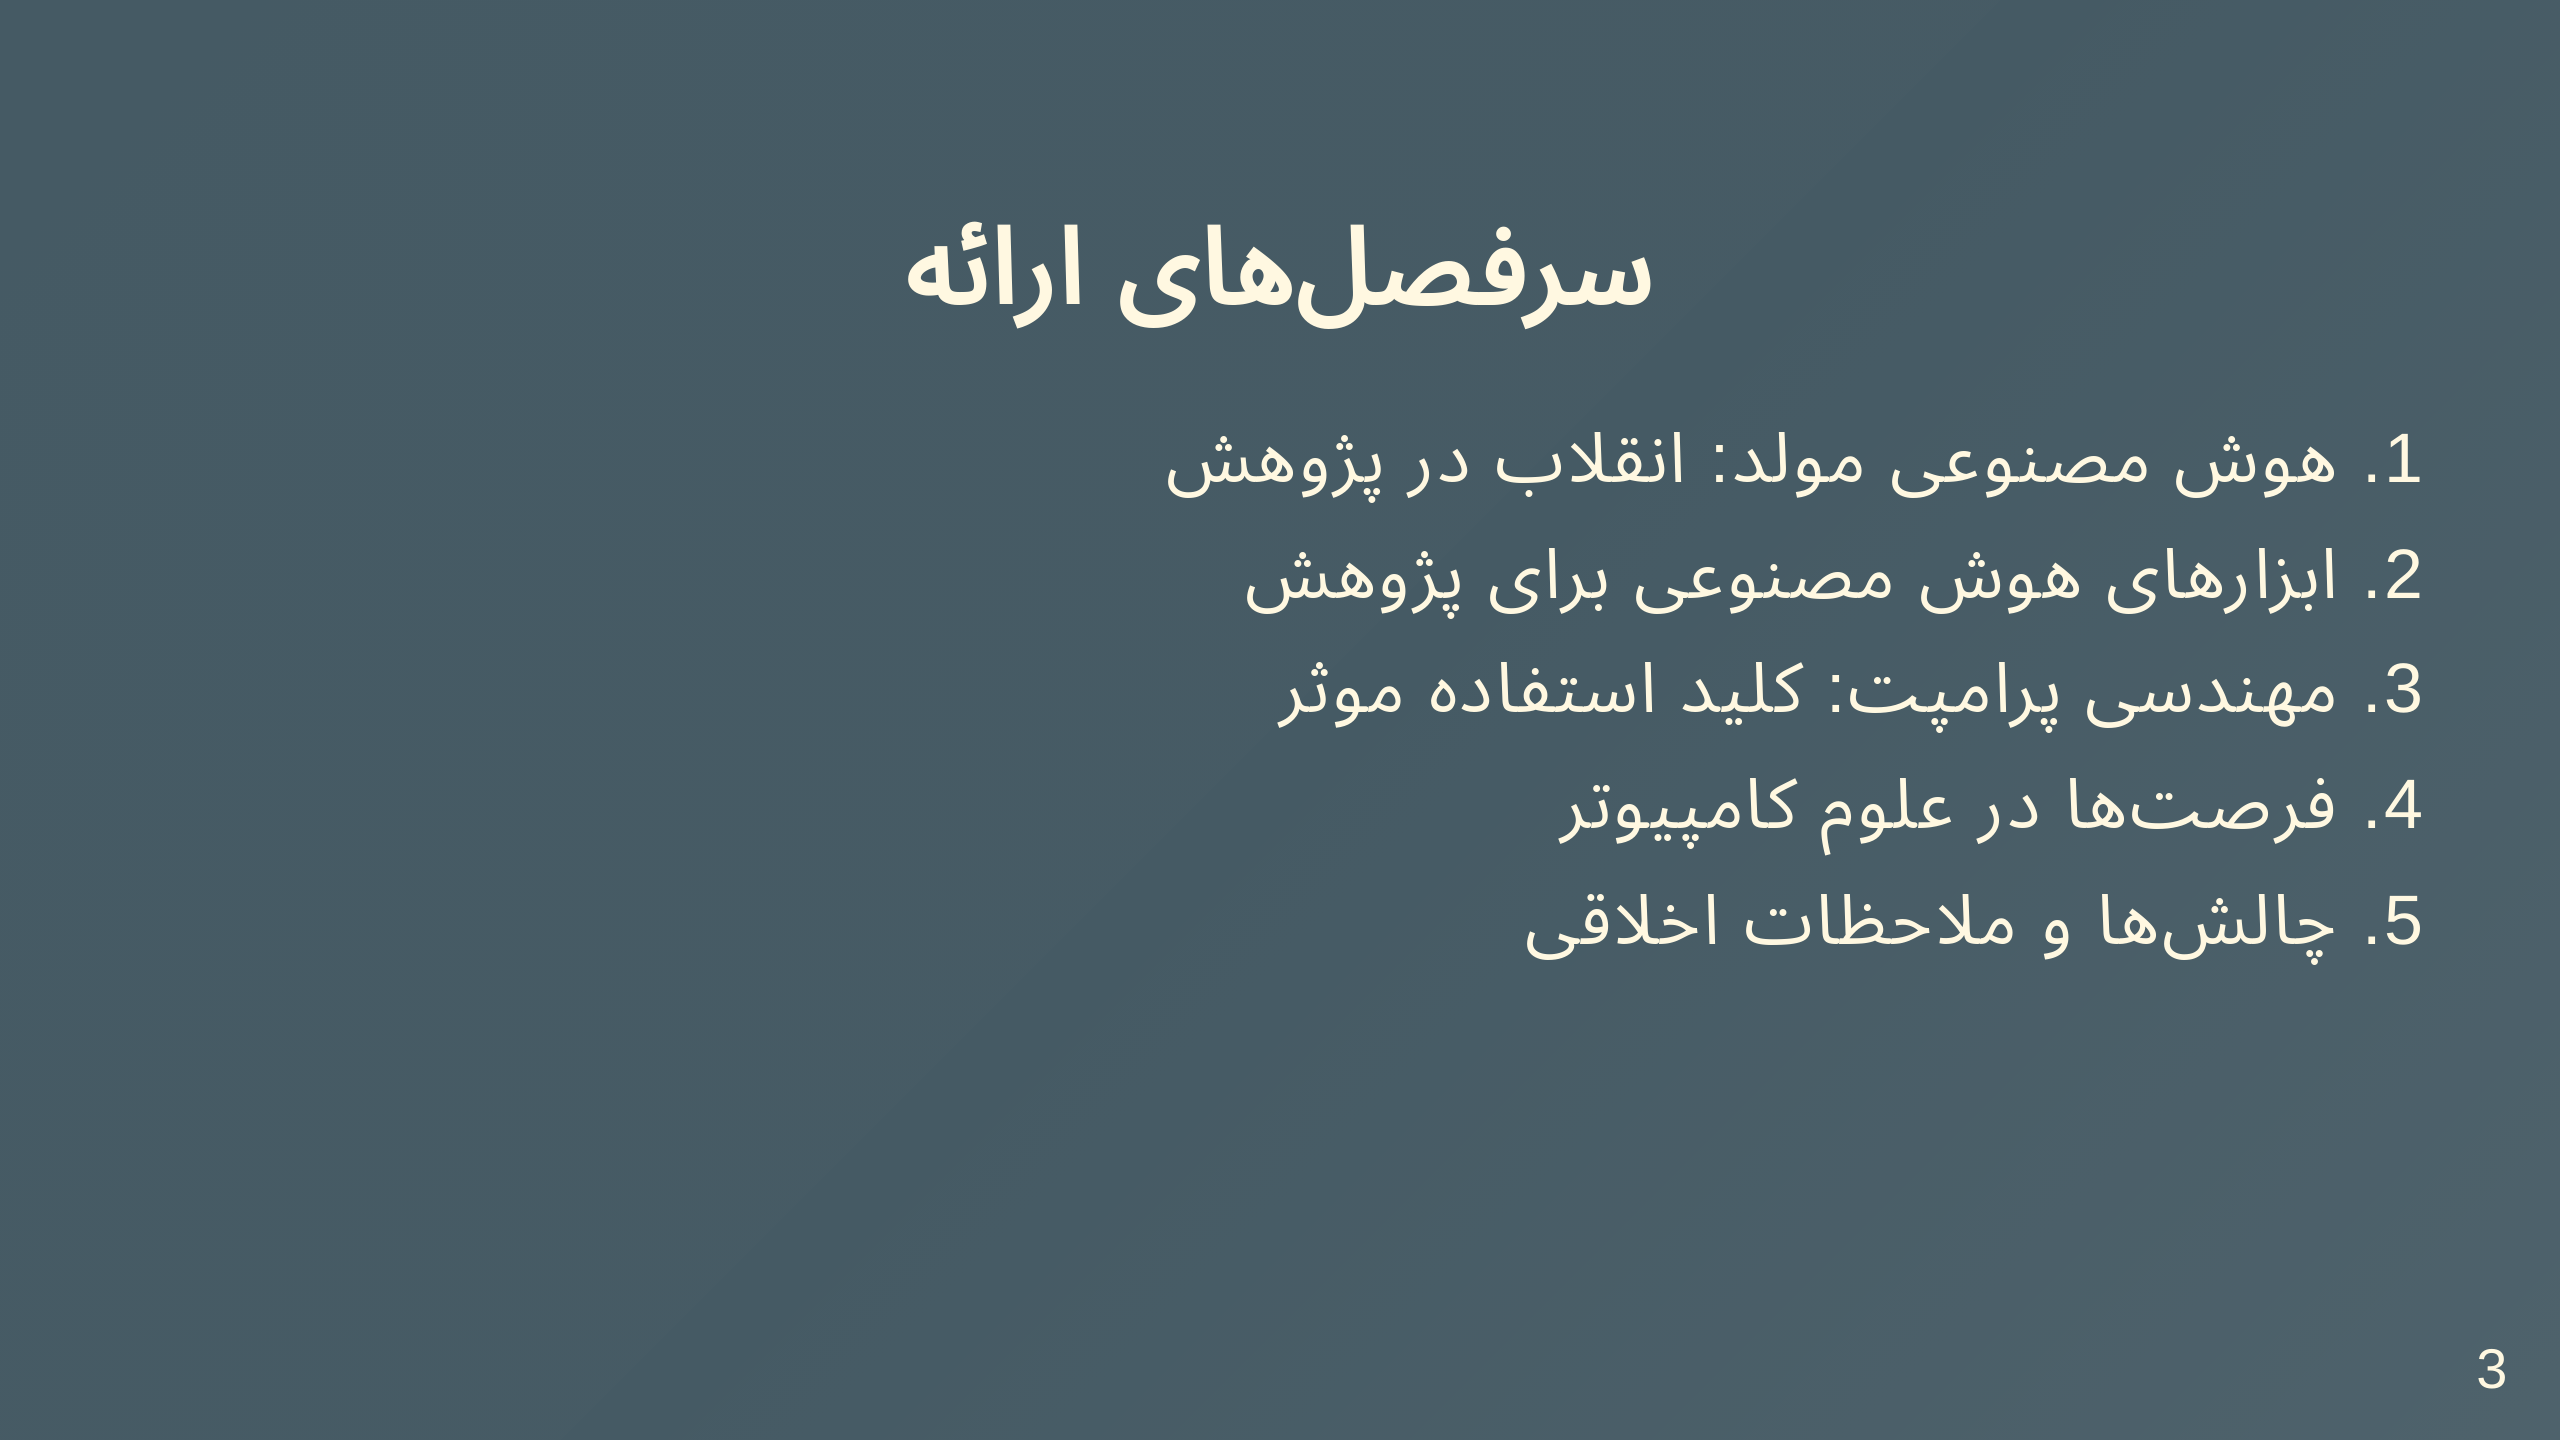 سرفصل‌های ارائه
1. هوش مصنوعی مولد: انقلاب در پژوهش
2. ابزارهای هوش مصنوعی برای پژوهش
3. مهندسی پرامپت: کلید استفاده موثر
4. فرصت‌ها در علوم کامپیوتر
5. چالش‌ها و ملاحظات اخلاقی
3